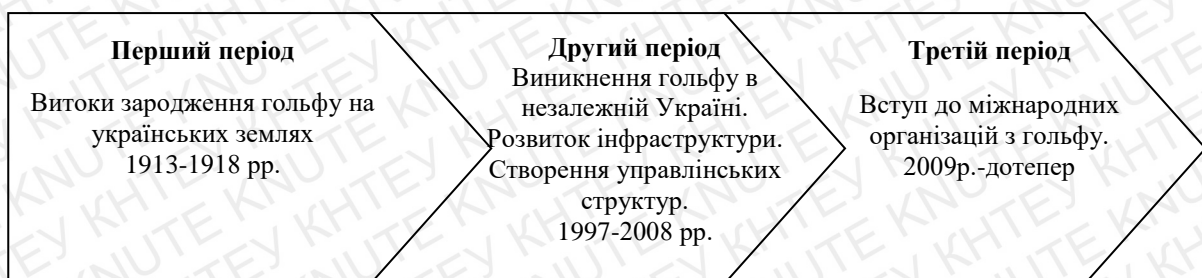 Перший період
Витоки зародження гольфу на
українських землях
1913-1918 рр.
Другий період
Виникнення гольфу в
незалежній Україні.
Розвиток інфраструктури.
Створення управлінських
структур.
1997-2008 рр.
Третій період
Вступ до міжнародних
організацій з гольфу.
2009р.-дотепер